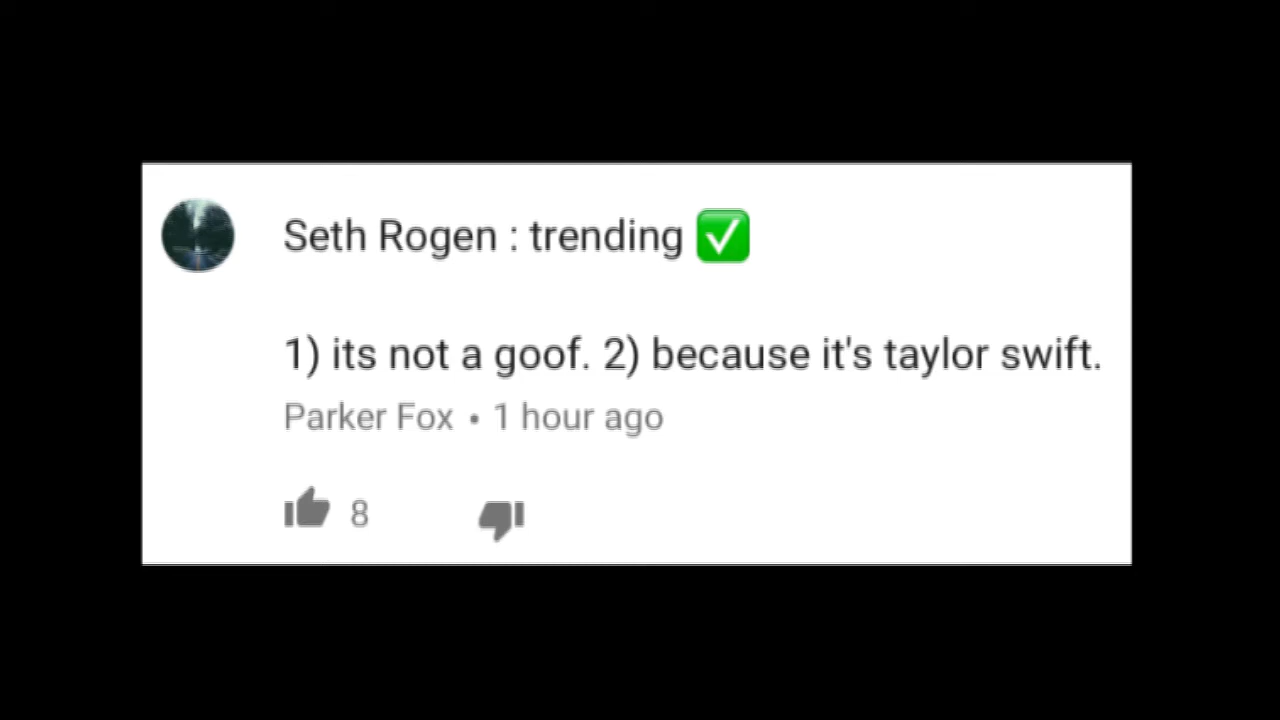 Seth Rogen : trending ✅
1) its not a goof. 2) because it's taylor swift.
Parker Fox • 1 hour ago
8